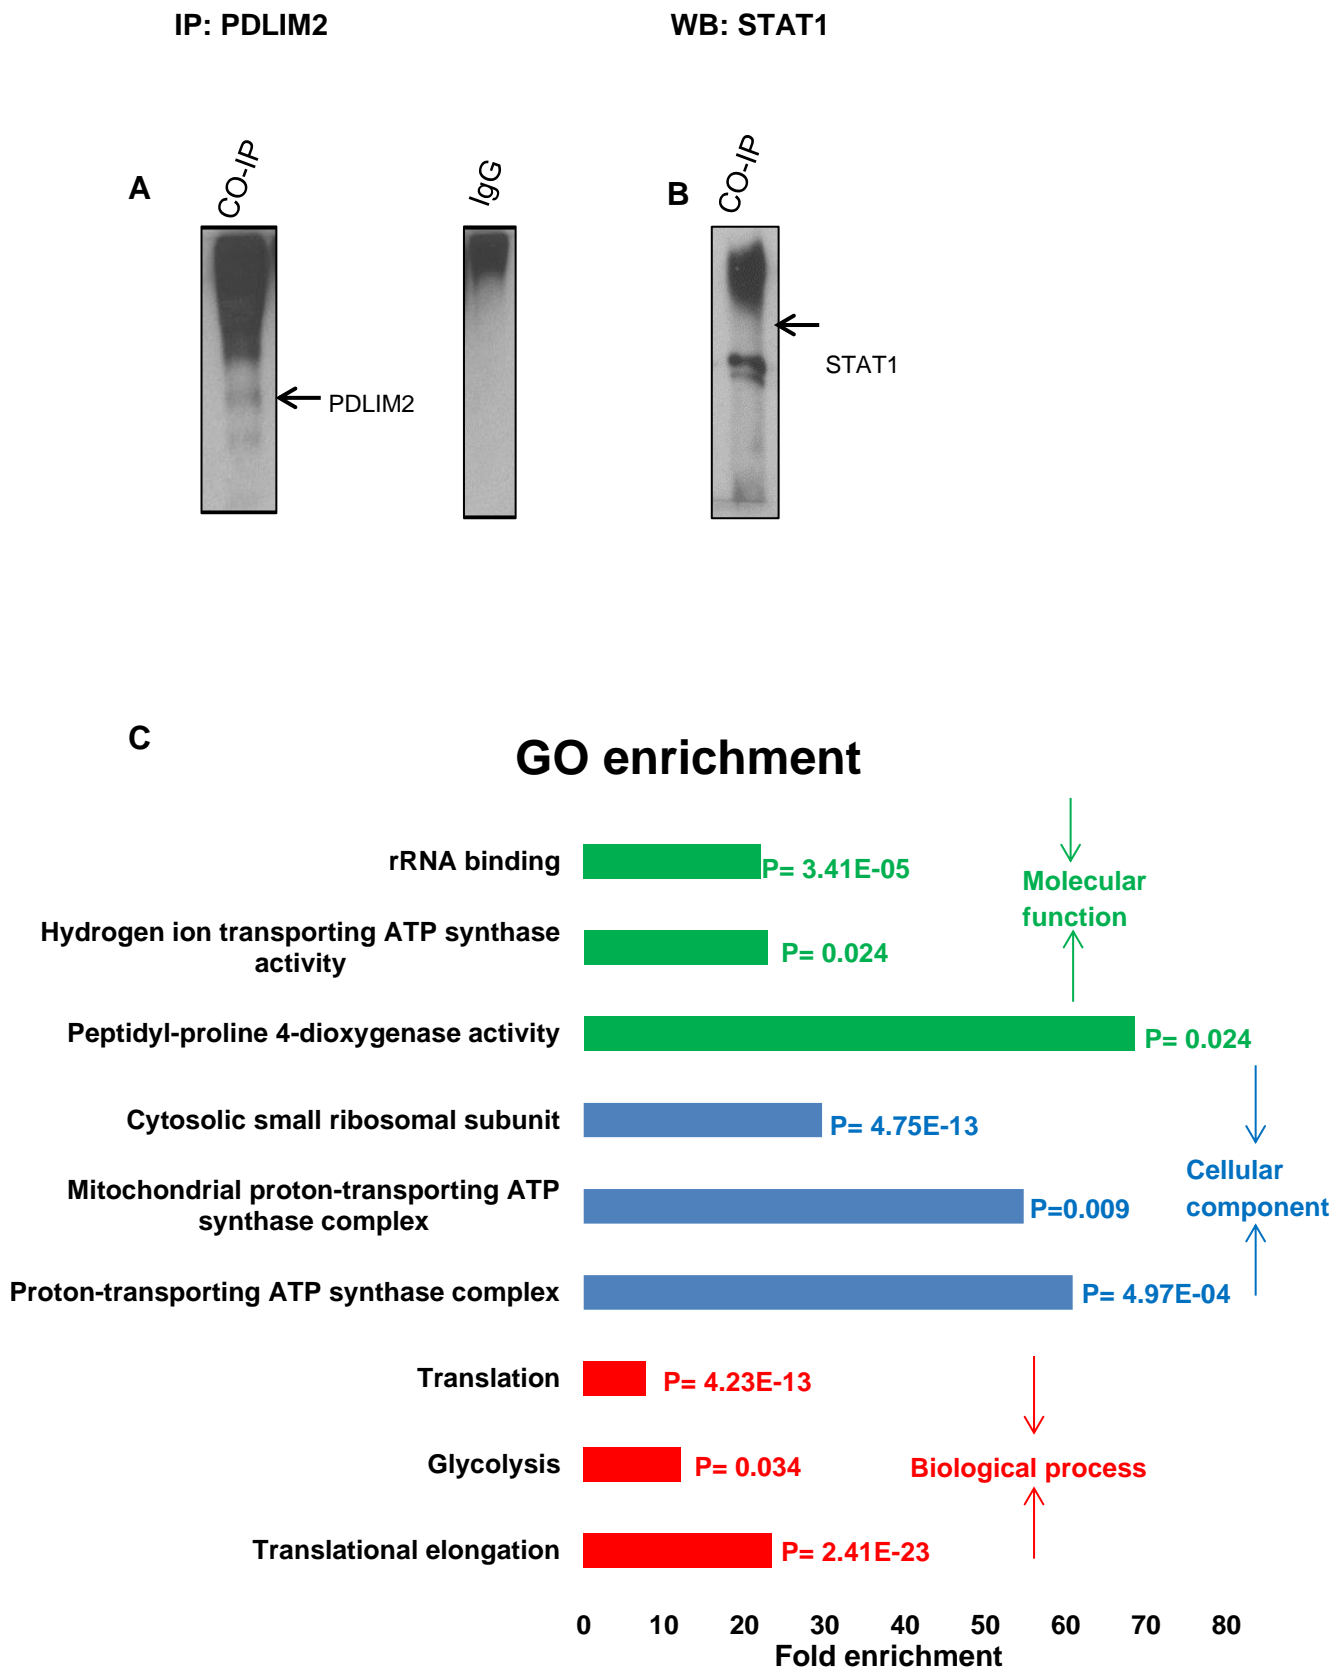 IP: PDLIM2
WB: STAT1
A
CO-IP
IgG
B
CO-IP
PDLIM2
STAT1
C
GO enrichment
rRNA binding
P= 3.41E-05
Molecular
function
Hydrogen ion transporting ATP synthase
activity
P= 0.024
Peptidyl-proline 4-dioxygenase activity
P= 0.024
Cytosolic small ribosomal subunit
P= 4.75E-13
Cellular
component
Mitochondrial proton-transporting ATP
synthase complex
P=0.009
Proton-transporting ATP synthase complex
P= 4.97E-04
Translation
P= 4.23E-13
Glycolysis
P= 0.034
Biological process
Translational elongation
P= 2.41E-23
0 10 20 30 40 50 60 70 80
Fold enrichment